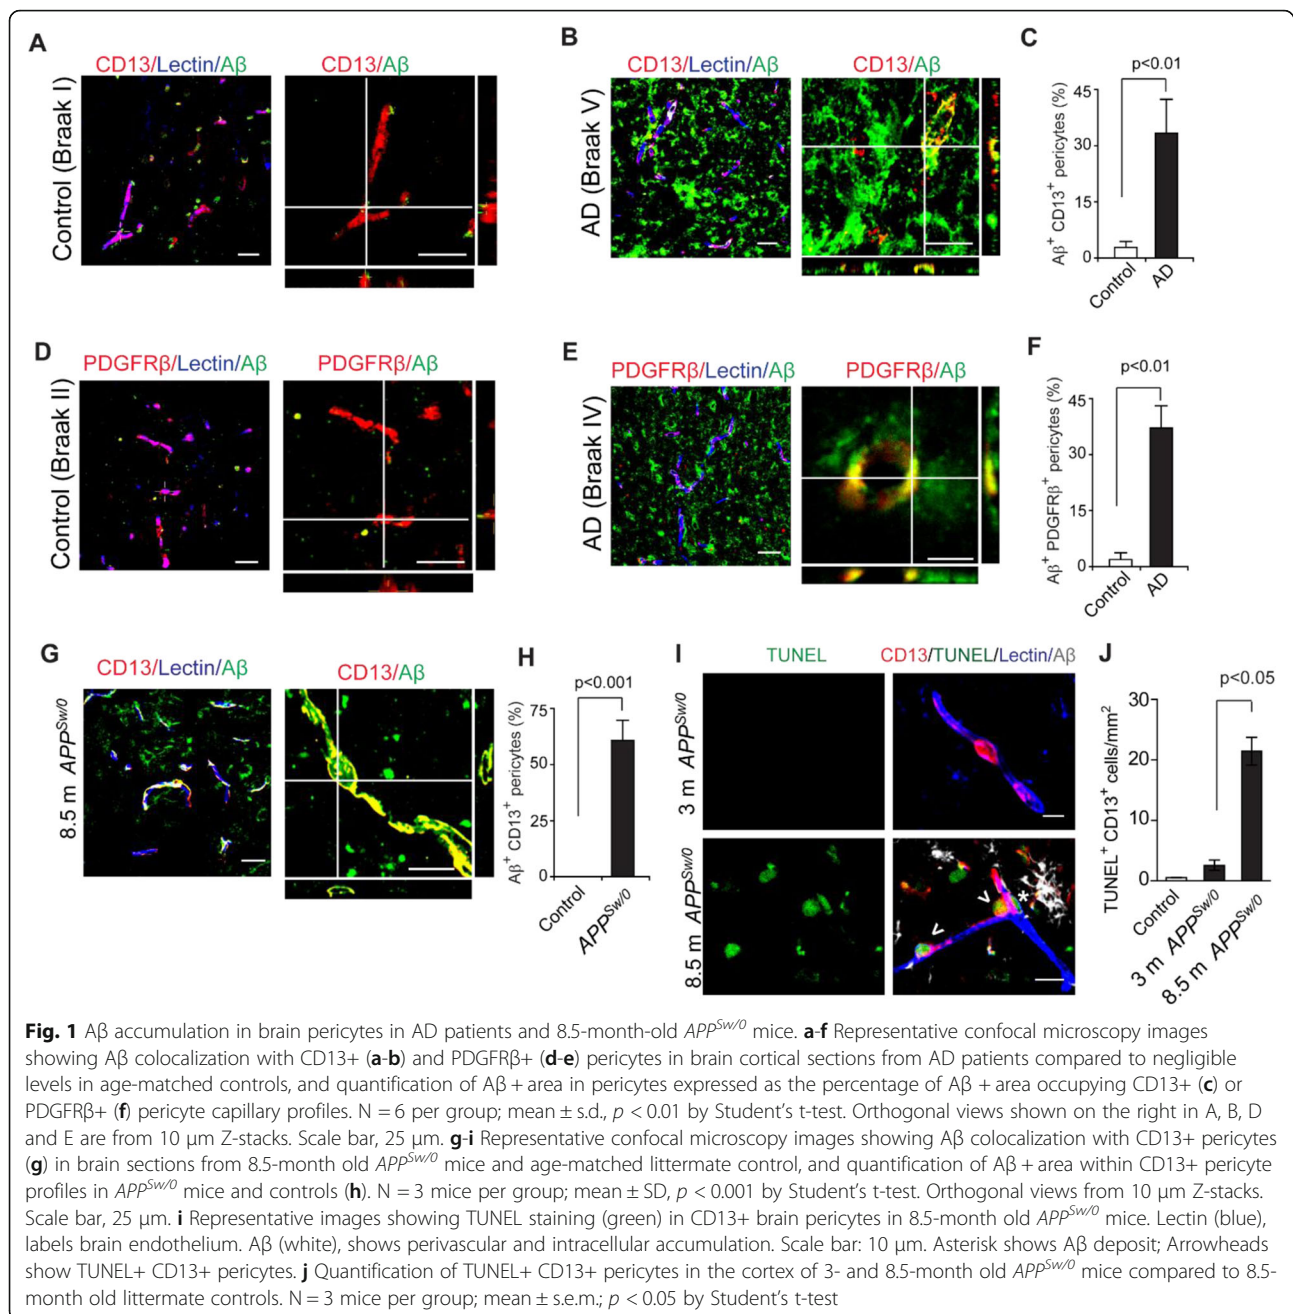 A
CD13/Lectin/Aβ
CD13/Aβ
Control (Braak I)
B
CD13/Lectin/Aβ
CD13/Aβ
AD (Braak V)
C
p<0.01
Aβ+ CD13+ pericytes (%)
45
30
15
0
Control
AD
D
PDGFRβ/Lectin/Aβ
PDGFRβ/Aβ
Control (Braak II)
E
PDGFRβ/Lectin/Aβ
PDGFRβ/Aβ
AD (Braak IV)
F
p<0.01
Aβ+ PDGFRβ+ pericytes (%)
45
30
15
0
Control
AD
G
CD13/Lectin/Aβ
CD13/Aβ
8.5 m APPSw/0
H
p<0.001
Aβ+ CD13+ pericytes (%)
75
50
25
0
Control
APPSw/0
I
TUNEL
CD13/TUNEL/Lectin/Aβ
3 m APPSw/0
8.5 m APPSw/0
*
J
p<0.05
TUNEL+ CD13+ cells/mm2
30
20
10
0
Control
3 m APPSw/0
8.5 m APPSw/0
Fig. 1 Aβ accumulation in brain pericytes in AD patients and 8.5-month-old APPSw/0 mice. a-f Representative confocal microscopy images
showing Aβ colocalization with CD13+ (a-b) and PDGFRβ+ (d-e) pericytes in brain cortical sections from AD patients compared to negligible
levels in age-matched controls, and quantification of Aβ + area in pericytes expressed as the percentage of Aβ + area occupying CD13+ (c) or
PDGFRβ+ (f) pericyte capillary profiles. N = 6 per group; mean ± s.d., p < 0.01 by Student's t-test. Orthogonal views shown on the right in A, B, D
and E are from 10 μm Z-stacks. Scale bar, 25 μm. g-i Representative confocal microscopy images showing Aβ colocalization with CD13+ pericytes
(g) in brain sections from 8.5-month old APPSw/0 mice and age-matched littermate control, and quantification of Aβ + area within CD13+ pericyte
profiles in APPSw/0 mice and controls (h). N = 3 mice per group; mean ± SD, p < 0.001 by Student's t-test. Orthogonal views from 10 μm Z-stacks.
Scale bar, 25 μm. i Representative images showing TUNEL staining (green) in CD13+ brain pericytes in 8.5-month old APPSw/0 mice. Lectin (blue),
labels brain endothelium. Aβ (white), shows perivascular and intracellular accumulation. Scale bar: 10 μm. Asterisk shows Aβ deposit; Arrowheads
show TUNEL+ CD13+ pericytes. j Quantification of TUNEL+ CD13+ pericytes in the cortex of 3- and 8.5-month old APPSw/0 mice compared to 8.5-
month old littermate controls. N = 3 mice per group; mean ± s.e.m.; p < 0.05 by Student's t-test